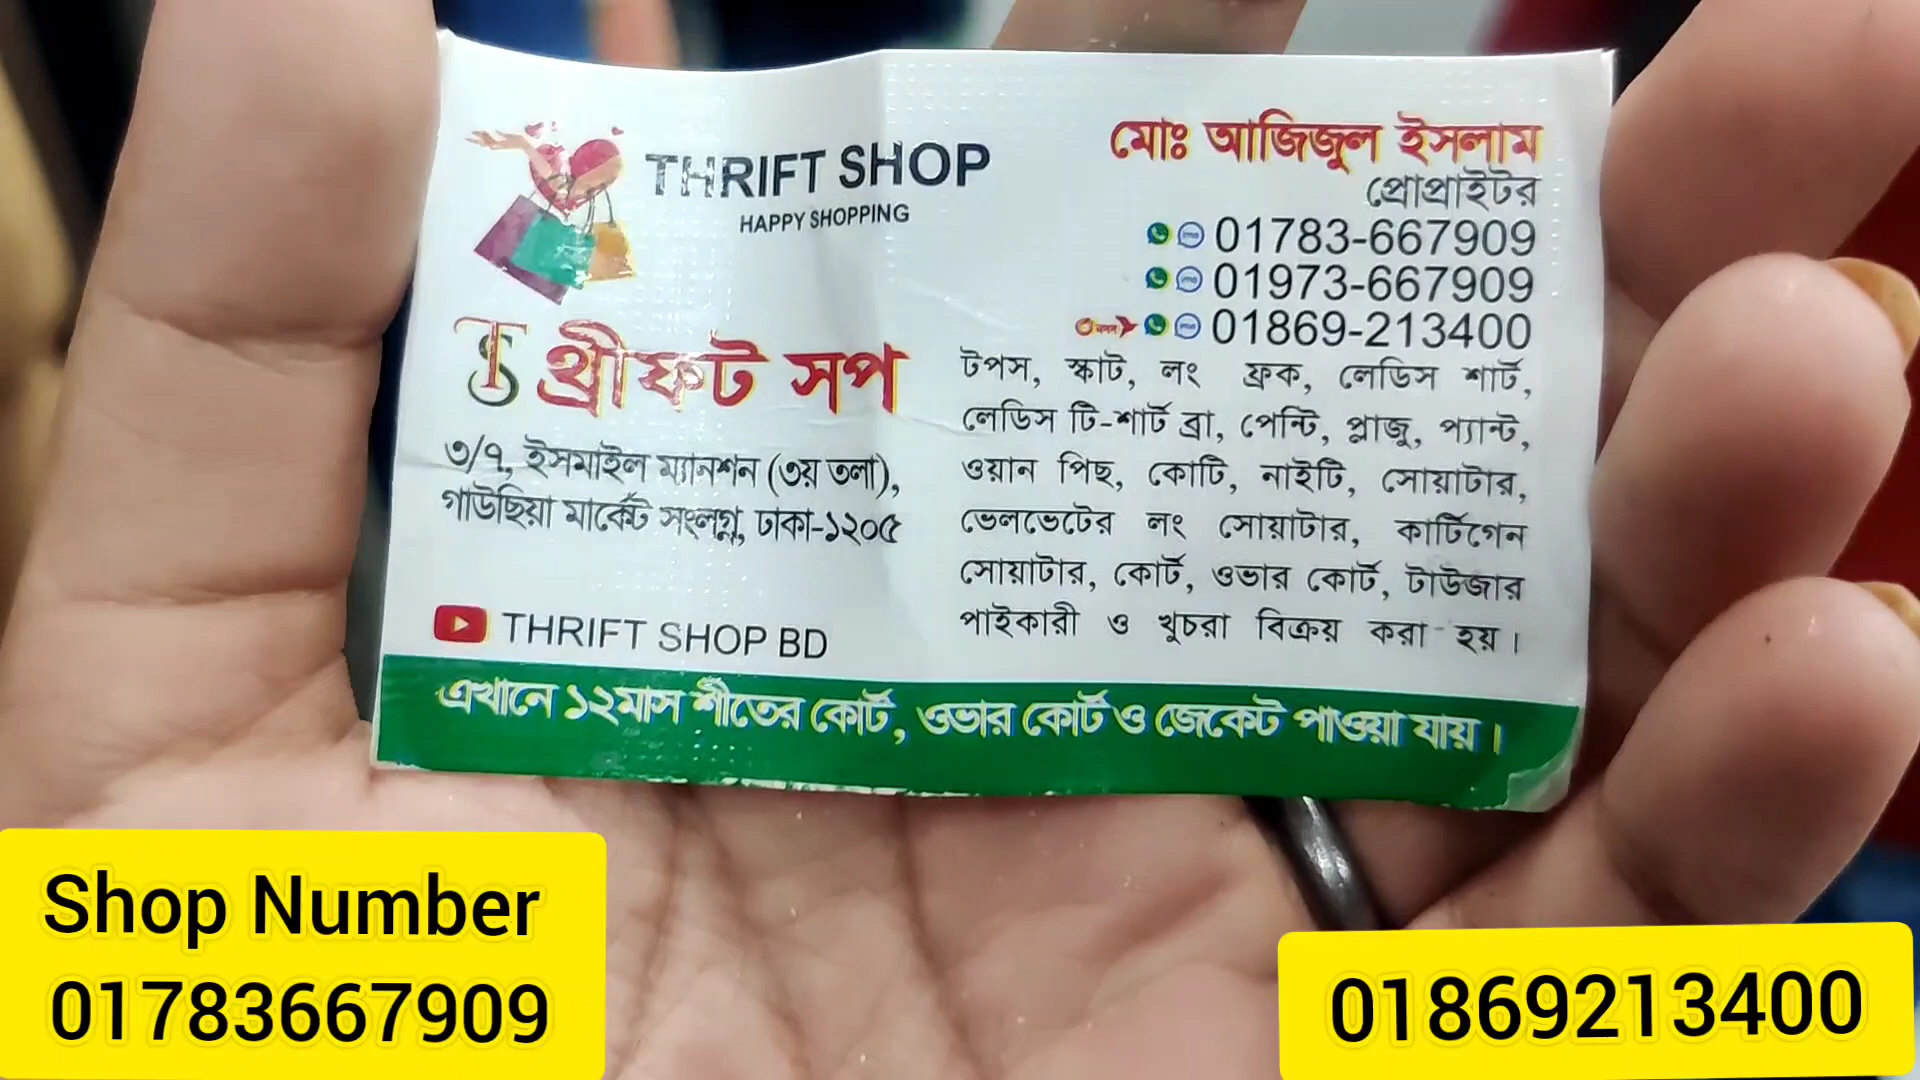 THRIFT SHOP
HAPPY SHOPPING
TS থ্রীফট সপ
৩/৭, ইসমাইল ম্যানশন (৩য় তলা),
গাউছিয়া মার্কেট সংলগ্ন, ঢাকা-১২০৫
THRIFT SHOP BD
মোঃ আজিজুল ইসলাম
প্রোপ্রাইটর
01783-667909
01973-667909
01869-213400
টপস, স্কাট, লং ফ্রক, লেডিস শার্ট,
লেডিস টি-শার্ট ব্রা, পেন্টি, প্লাজু, প্যান্ট,
ওয়ান পিছ, কোটি, নাইটি, সোয়াটার,
ভেলভেটের লং সোয়াটার, কার্টিগেন
সোয়াটার, কোর্ট, ওভার কোর্ট, টাউজার
পাইকারী ও খুচরা বিক্রয় করা হয়।
এখানে ১২মাস শীতের কোর্ট, ওভার কোর্ট ও জেকেট পাওয়া যায়।
Shop Number
01783667909
01869213400